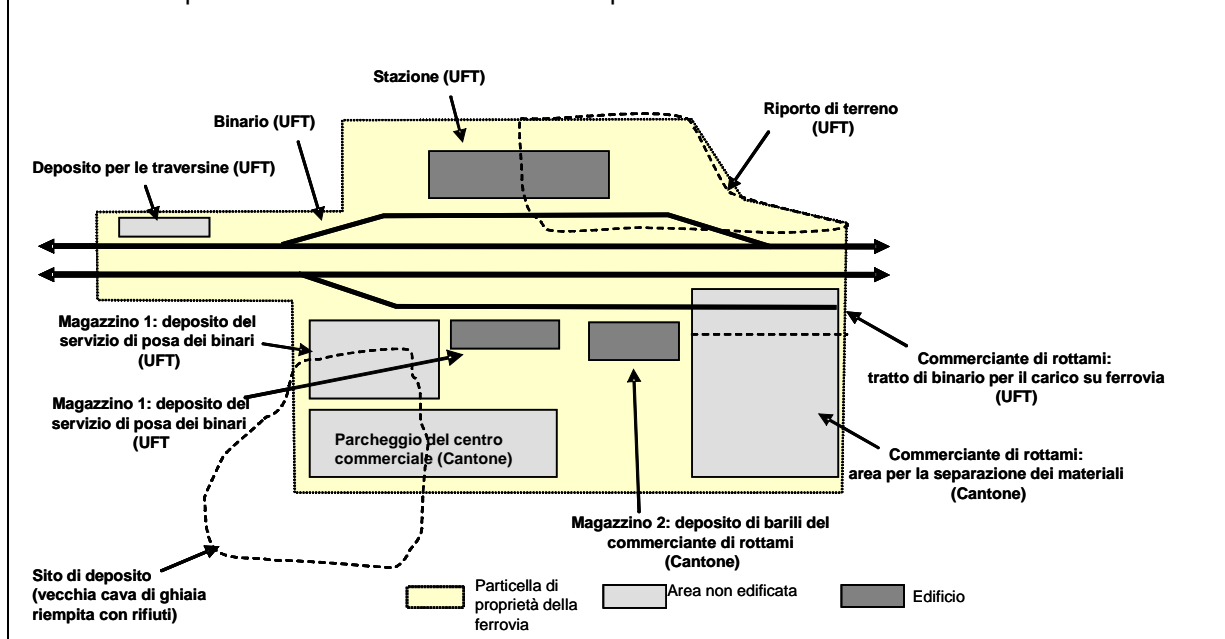 Stazione (UFT)
Riporto di terreno
(UFT)
Binario (UFT)
Deposito per le traversine (UFT)
Magazzino 1: deposito del
servizio di posa dei binari
(UFT)
Commerciante di rottami:
tratto di binario per il carico su ferrovia
(UFT)
Magazzino 1: deposito del
servizio di posa dei binari
(UFT
Parcheggio del centro
commerciale (Cantone)
Commerciante di rottami:
area per la separazione dei materiali
(Cantone)
Magazzino 2: deposito di barili del
commerciante di rottami
(Cantone)
Sito di deposito
(vecchia cava di ghiaia
riempita con rifiuti)
Particella di
proprietà della
ferrovia
Area non edificata
Edificio